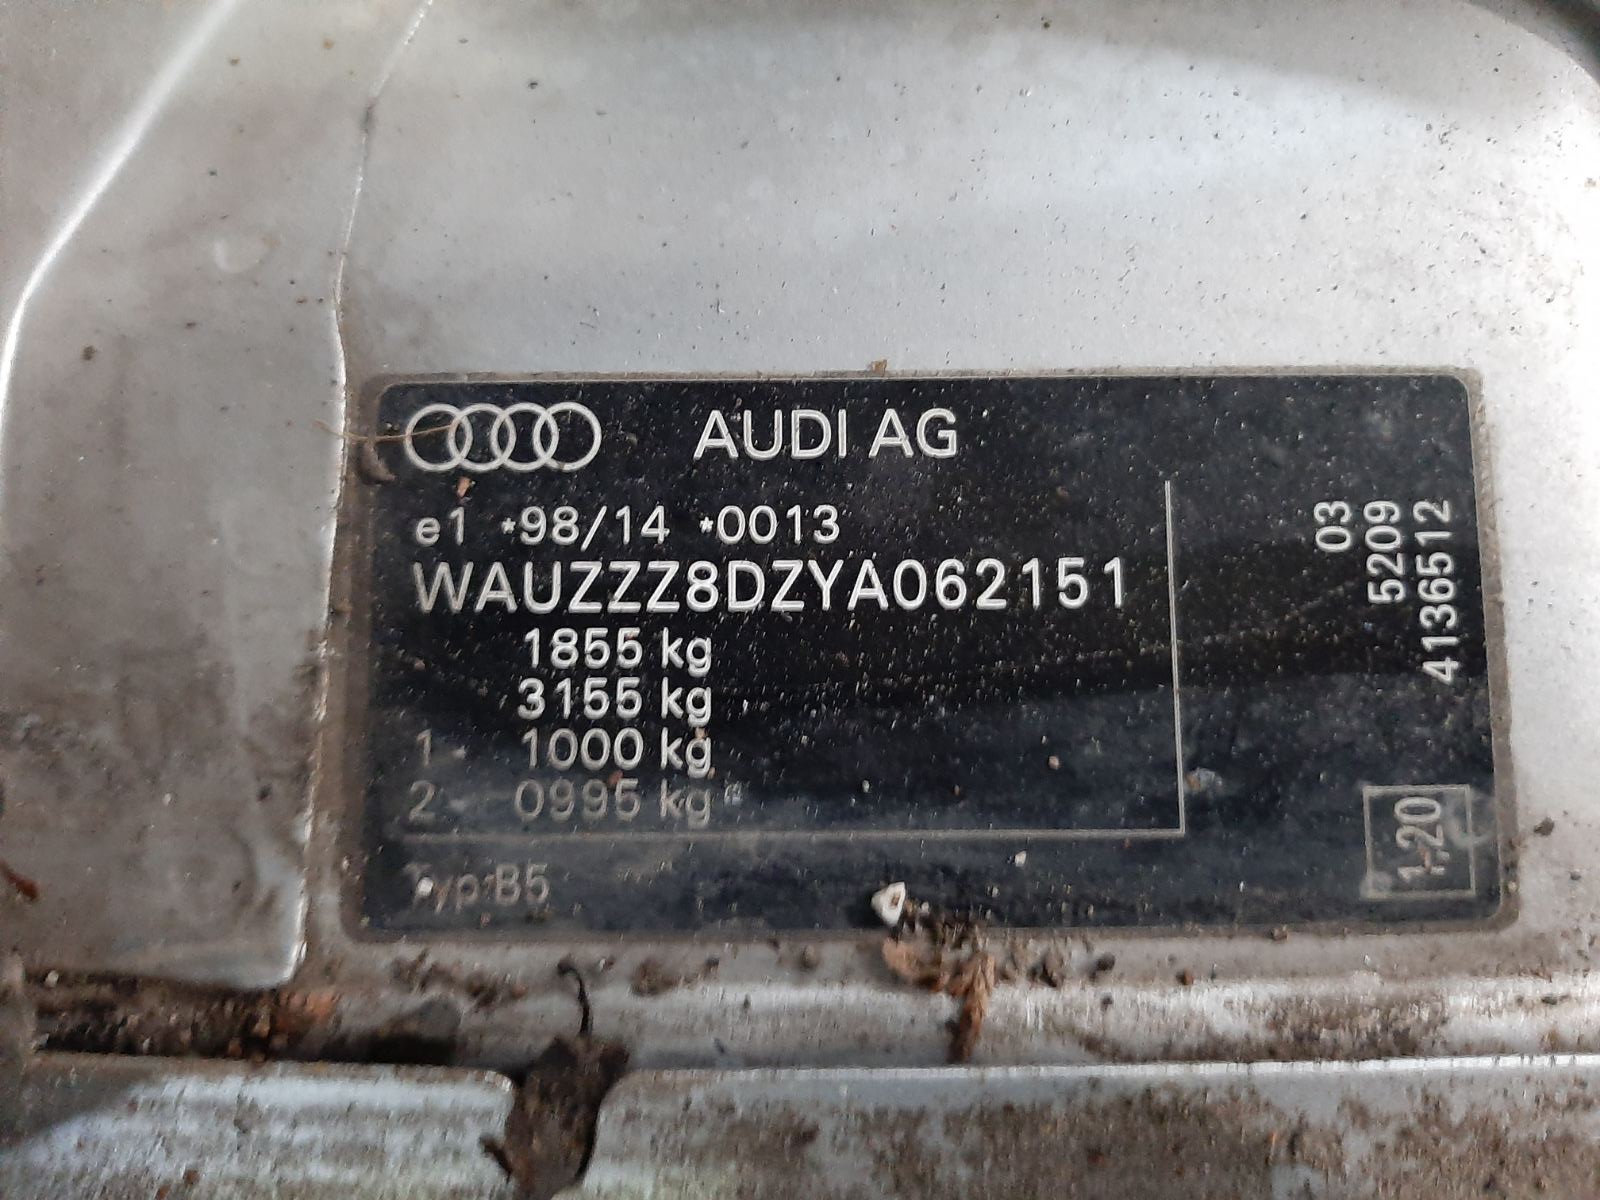 AUDI AG
e1 *98/14 *0013
WAUZZZ8DZYA062151
1855 kg
3155 kg
1- 1000 kg
2- 0995 kg
Typ B5
03
5209
4136512
1.20